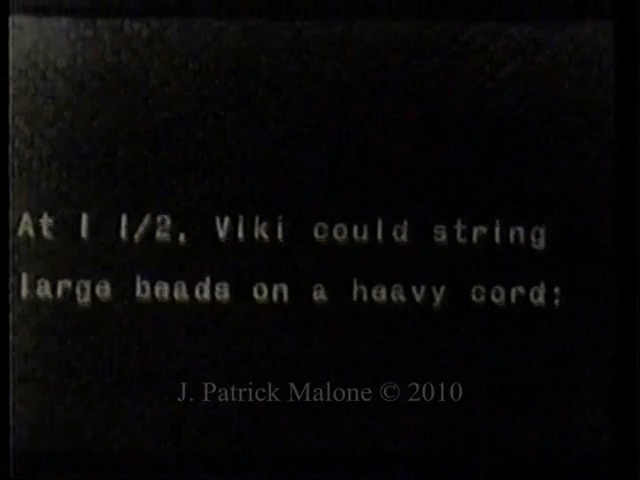 At 1 1/2, Viki could string
large beads on a heavy cord:
J. Patrick Malone © 2010